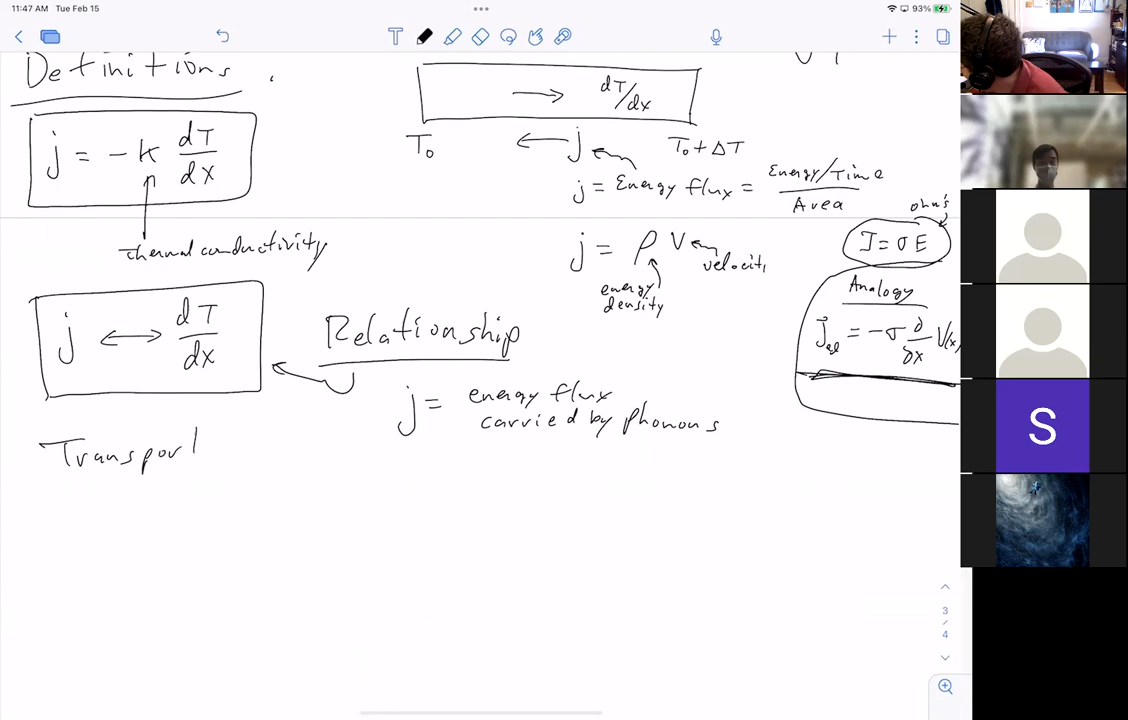 11:47 AM Tue Feb 15
93%
T
Definitions.
dT/dx
T₀
j
T₀ + ΔT
j = -k dT/dx
j = Energy flux = Energy/Time / Area
thermal conductivity
j = ρ V
velocity
energy
density
ohm's
J = σ E
Analogy
j ↔ dT/dx
Relationship
J = -σ ∂/∂x V(x)
j = energy flux
carried by phonons
Transport
S
3
/
4